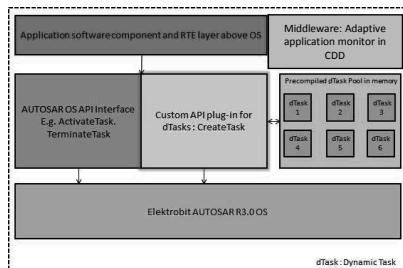 Application software component and RTE layer above OS
Middleware: Adaptive
application monitor in
CDD
AUTOSAR OS API Interface
E.g. ActivateTask.
TerminateTask
Custom API plug-in for
dTasks : CreateTask
Precompiled dTask Pool in memory
dTask
1
dTask
2
dTask
3
dTask
4
dTask
5
dTask
6
Elektrobit AUTOSAR R3.0 OS
dTask : Dynamic Task